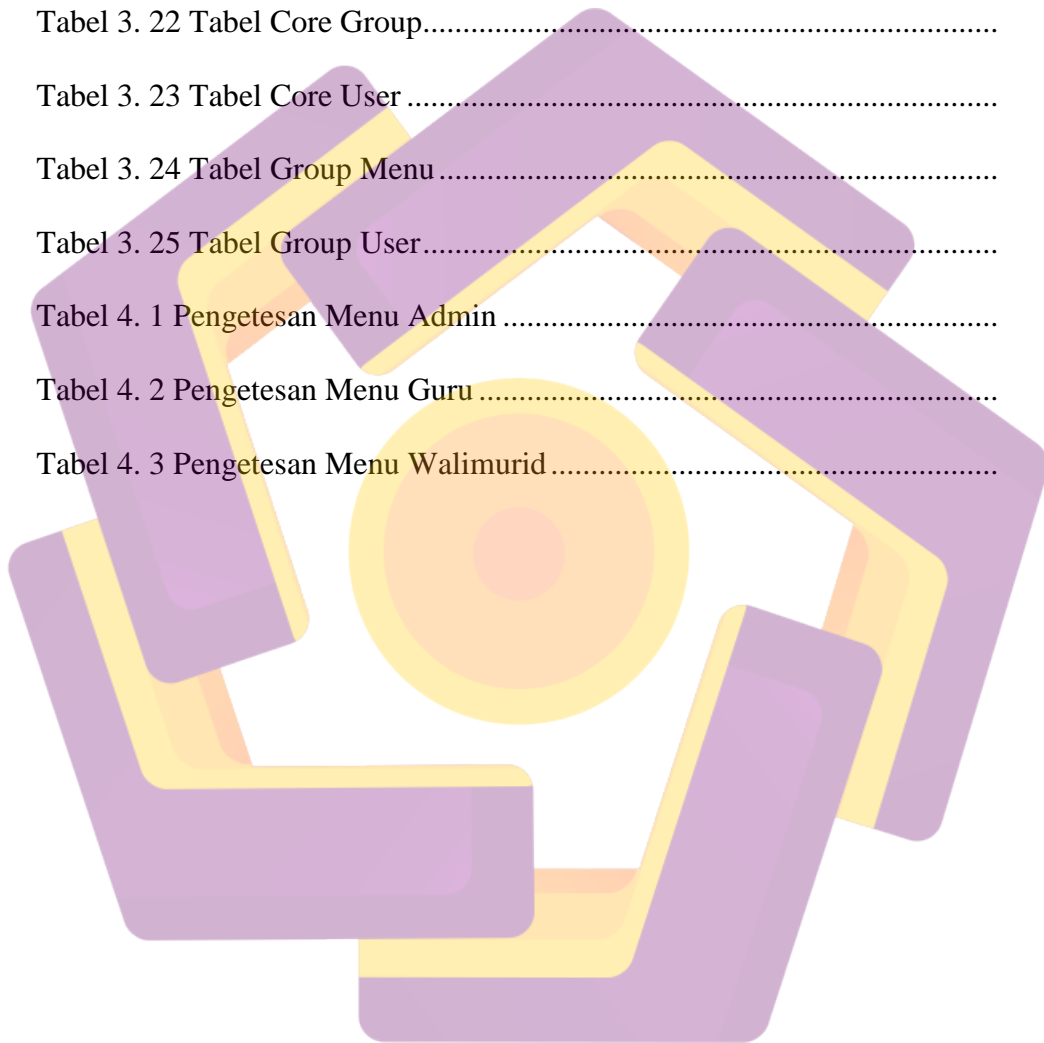 Tabel 3. 22 Tabel Core Group......................................................................
Tabel 3. 23 Tabel Core User ........................................................................
Tabel 3. 24 Tabel Group Menu ....................................................................
Tabel 3. 25 Tabel Group User......................................................................
Tabel 4. 1 Pengetesan Menu Admin ............................................................
Tabel 4. 2 Pengetesan Menu Guru ...............................................................
Tabel 4. 3 Pengetesan Menu Walimurid ......................................................